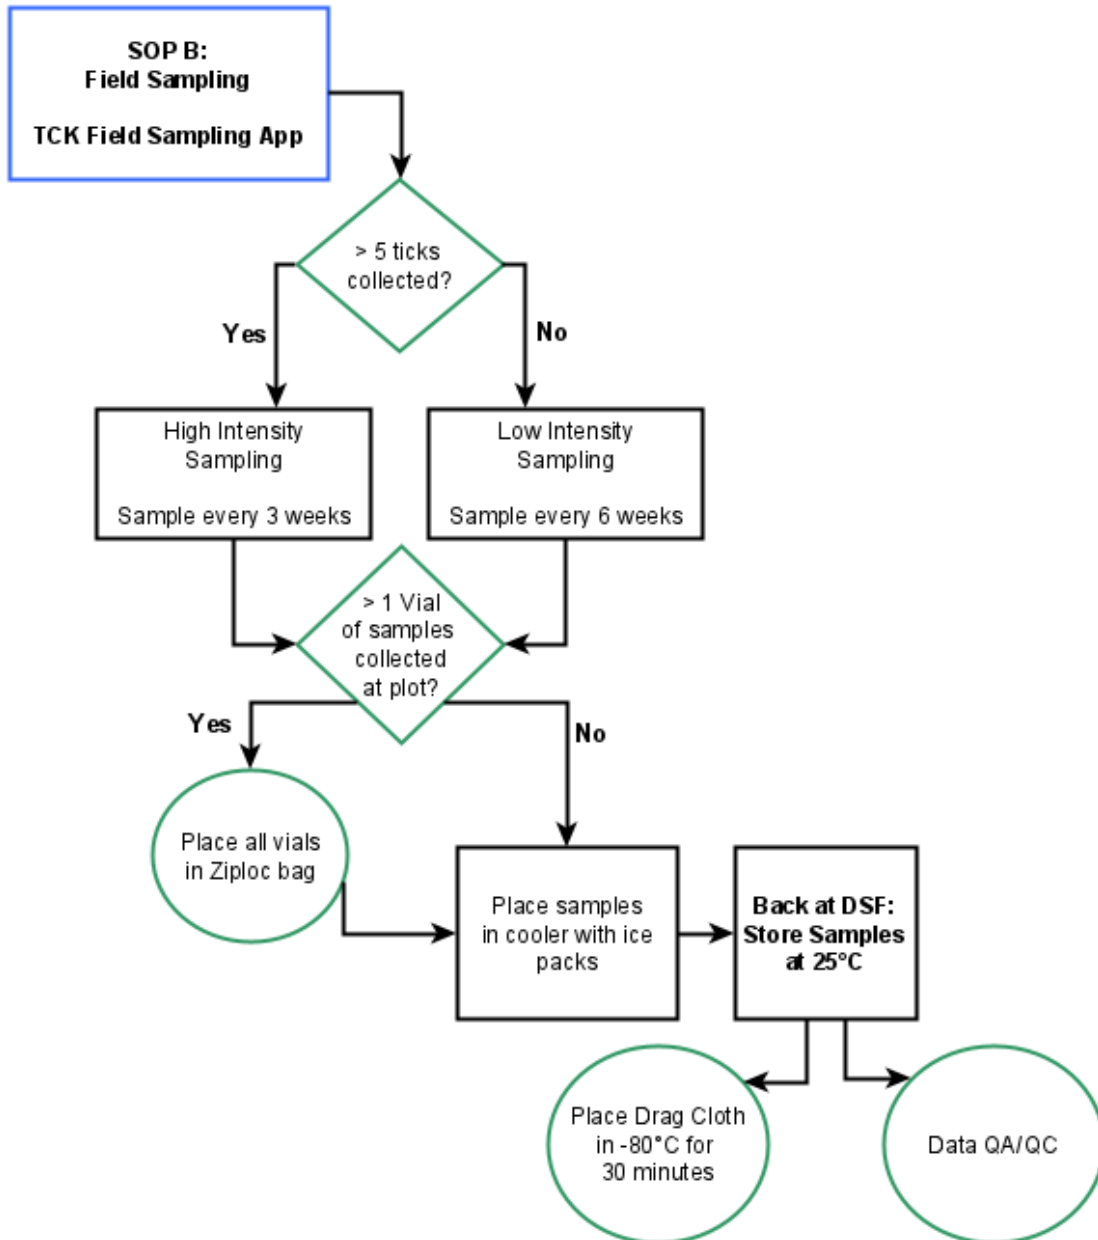 SOP B:
Field Sampling
TCK Field Sampling App
> 5 ticks
collected?
Yes
No
High Intensity
Sampling
Sample every 3 weeks
Low Intensity
Sampling
Sample every 6 weeks
> 1 Vial
of samples
collected
at plot?
Yes
No
Place all vials
in Ziploc bag
Place samples
in cooler with ice
packs
Back at DSF:
Store Samples
at 25°C
Place Drag Cloth
in -80°C for
30 minutes
Data QA/QC